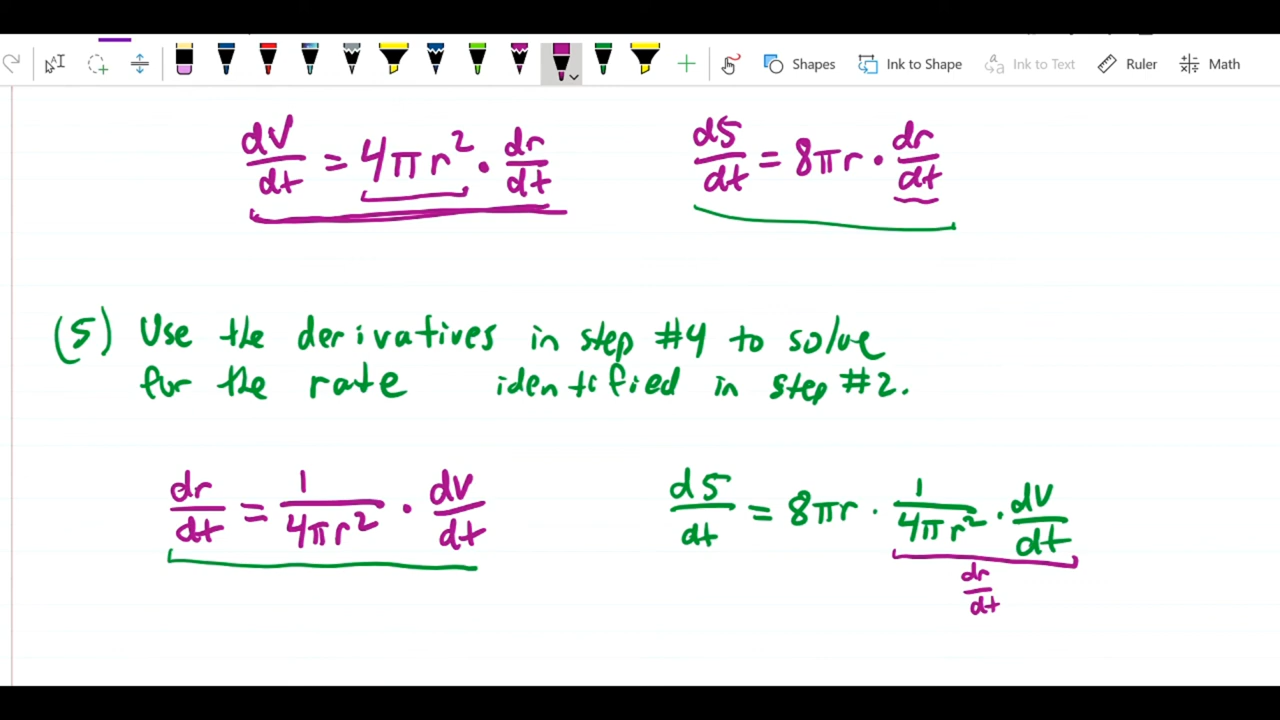 Shapes Ink to Shape Ink to Text Ruler Math
dV/dt = 4πr² · dr/dt
dS/dt = 8πr · dr/dt
(5) Use the derivatives in step #4 to solve
for the rate identified in step #2.
dr/dt = 1/4πr² · dV/dt
dS/dt = 8πr · 1/4πr² · dV/dt
dr/dt